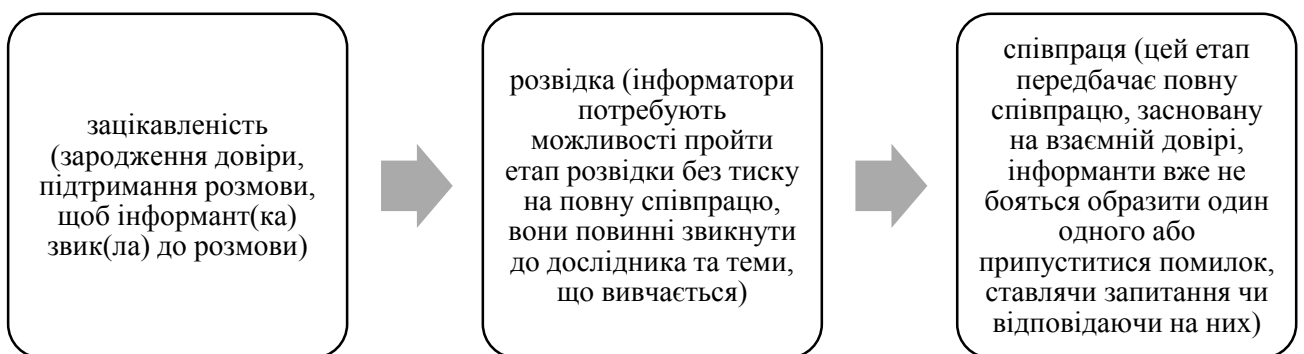 зацікавленість
(зародження довіри,
підтримання розмови,
щоб інформант(ка)
звик(ла) до розмови)
розвідка (інформатори
потребують
можливості пройти
етап розвідки без тиску
на повну співпрацю,
вони повинні звикнути
до дослідника та теми,
що вивчається)
співпраця (цей етап
передбачає повну
співпрацю, засновану
на взаємній довірі,
інформанти вже не
бояться образити один
одного або
припуститися помилок,
ставлячи запитання чи
відповідаючи на них)